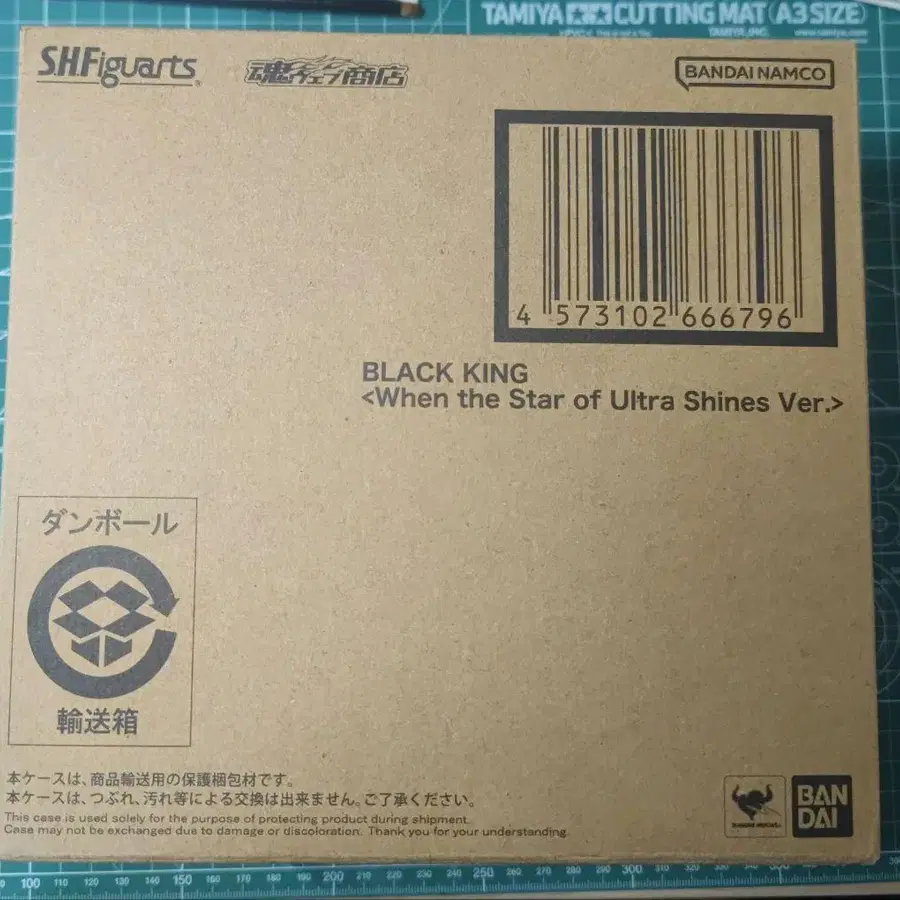 TAMIYA CUTTING MAT (A3 SIZE)
TAMIYA, INC.
S.H.Figuarts
魂ウェブ商店
BANDAI NAMCO
4 573102 666796
BLACK KING
<When the Star of Ultra Shines Ver.>
ダンボール
輸送箱
本ケースは、商品輸送用の保護梱包材です。
本ケースは、つぶれ、汚れ等による交換は出来ません。ご了承ください。
This case is used solely for the purpose of protecting product during shipment.
Case may not be exchanged due to damage or discoloration. Thank you for your understanding.
BAN
DAI
100 110 120 130 140 150 160 170 180 190 200 210 220 230 240 250 260 270 280 290 300 310